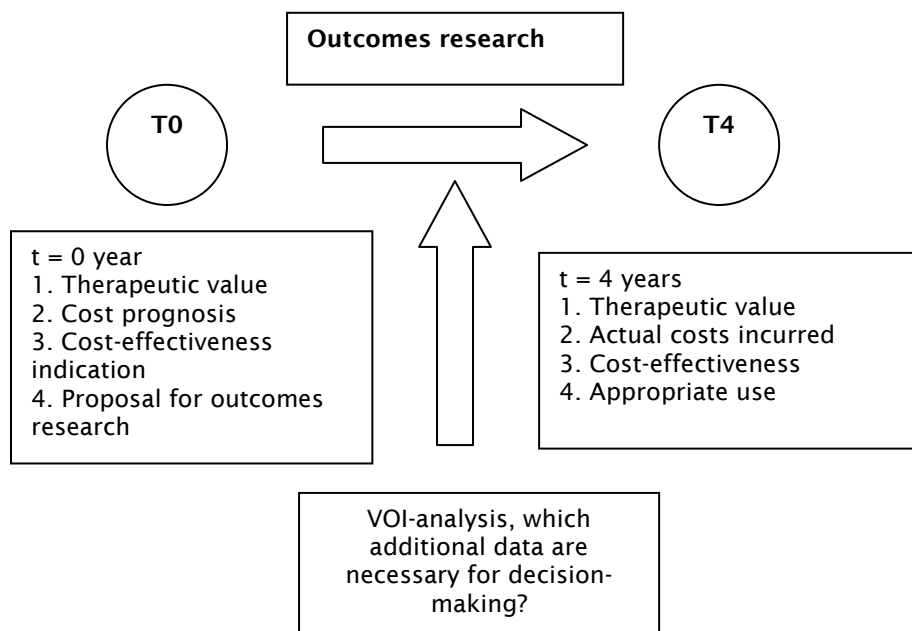 Outcomes research
T0
T4
t = 0 year
1. Therapeutic value
2. Cost prognosis
3. Cost-effectiveness
indication
4. Proposal for outcomes
research
t = 4 years
1. Therapeutic value
2. Actual costs incurred
3. Cost-effectiveness
4. Appropriate use
VOI-analysis, which
additional data are
necessary for decision-
making?